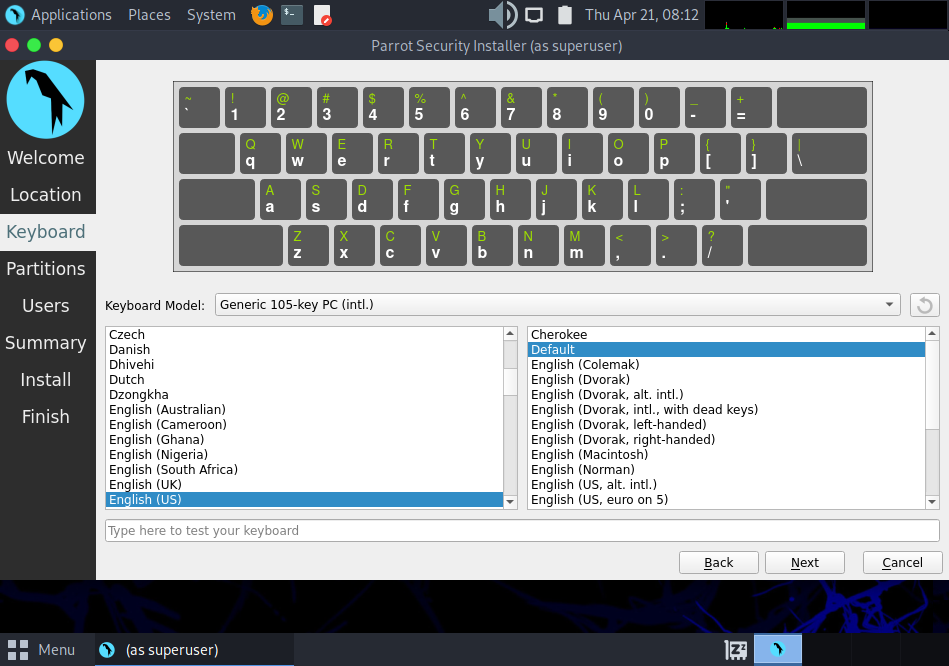 Applications Places System Thu Apr 21, 08:12
Parrot Security Installer (as superuser)
Welcome
Location
Keyboard
Partitions
Users
Summary
Install
Finish
~ ! @ # $ % ^ & * ( ) _ +
` 1 2 3 4 5 6 7 8 9 0 - =
Q W E R T Y U I O P { } |
q w e r t y u i o p [ ] \
A S D F G H J K L : "
a s d f g h j k l ; '
Z X C V B N M < > ?
z x c v b n m , . /
Keyboard Model: Generic 105-key PC (intl.)
Czech
Danish
Dhivehi
Dutch
Dzongkha
English (Australian)
English (Cameroon)
English (Ghana)
English (Nigeria)
English (South Africa)
English (UK)
English (US)
Cherokee
Default
English (Colemak)
English (Dvorak)
English (Dvorak, alt. intl.)
English (Dvorak, intl., with dead keys)
English (Dvorak, left-handed)
English (Dvorak, right-handed)
English (Macintosh)
English (Norman)
English (US, alt. intl.)
English (US, euro on 5)
Type here to test your keyboard
Back Next Cancel
Menu (as superuser)